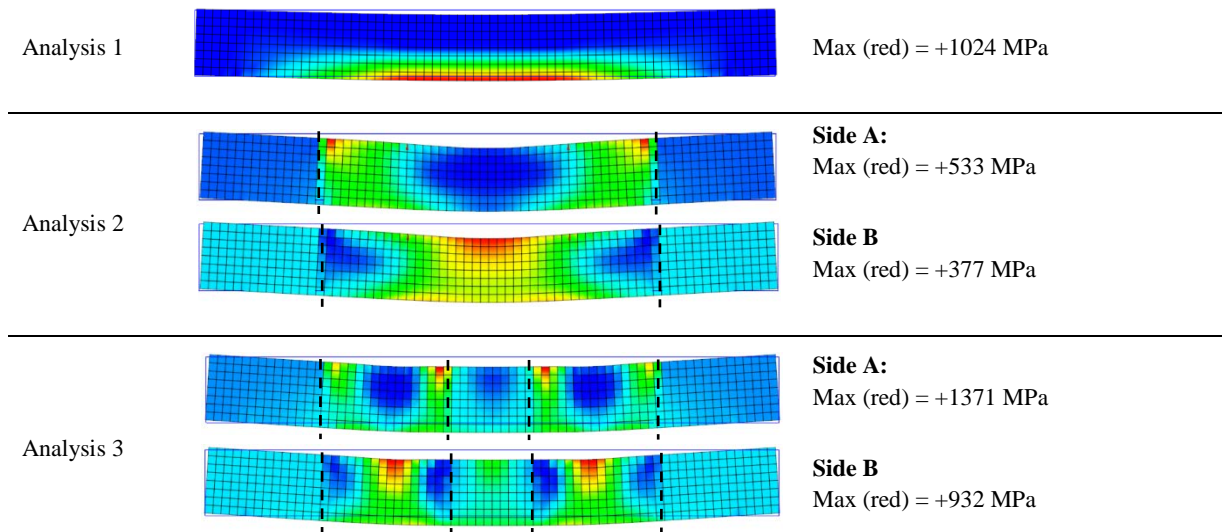 Analysis 1
Max (red) = +1024 MPa
Analysis 2
Side A:
Max (red) = +533 MPa
Side B
Max (red) = +377 MPa
Analysis 3
Side A:
Max (red) = +1371 MPa
Side B
Max (red) = +932 MPa